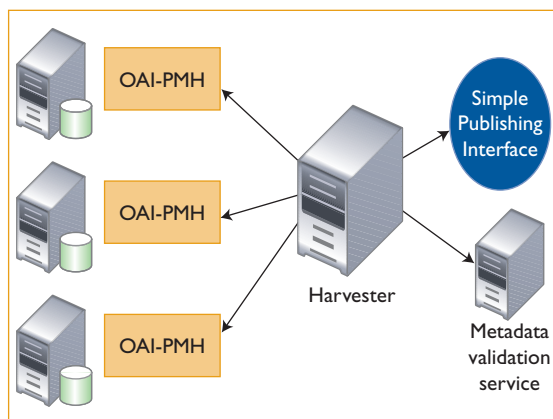 OAI-PMH
OAI-PMH
OAI-PMH
Harvester
Simple
Publishing
Interface
Metadata
validation
service